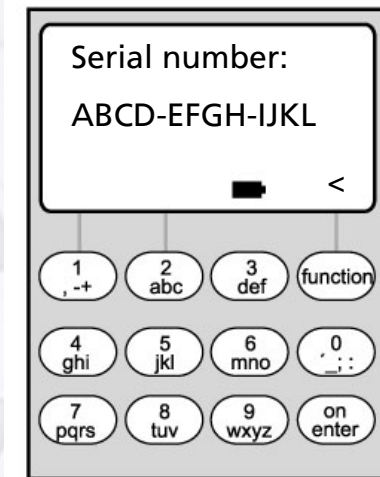 Serial number:
ABCD-EFGH-IJKL
<
1 2 3 function
, -+ abc def
4 5 6 0
ghi jkl mno ´_;:
7 8 9 on
pqrs tuv wxyz enter